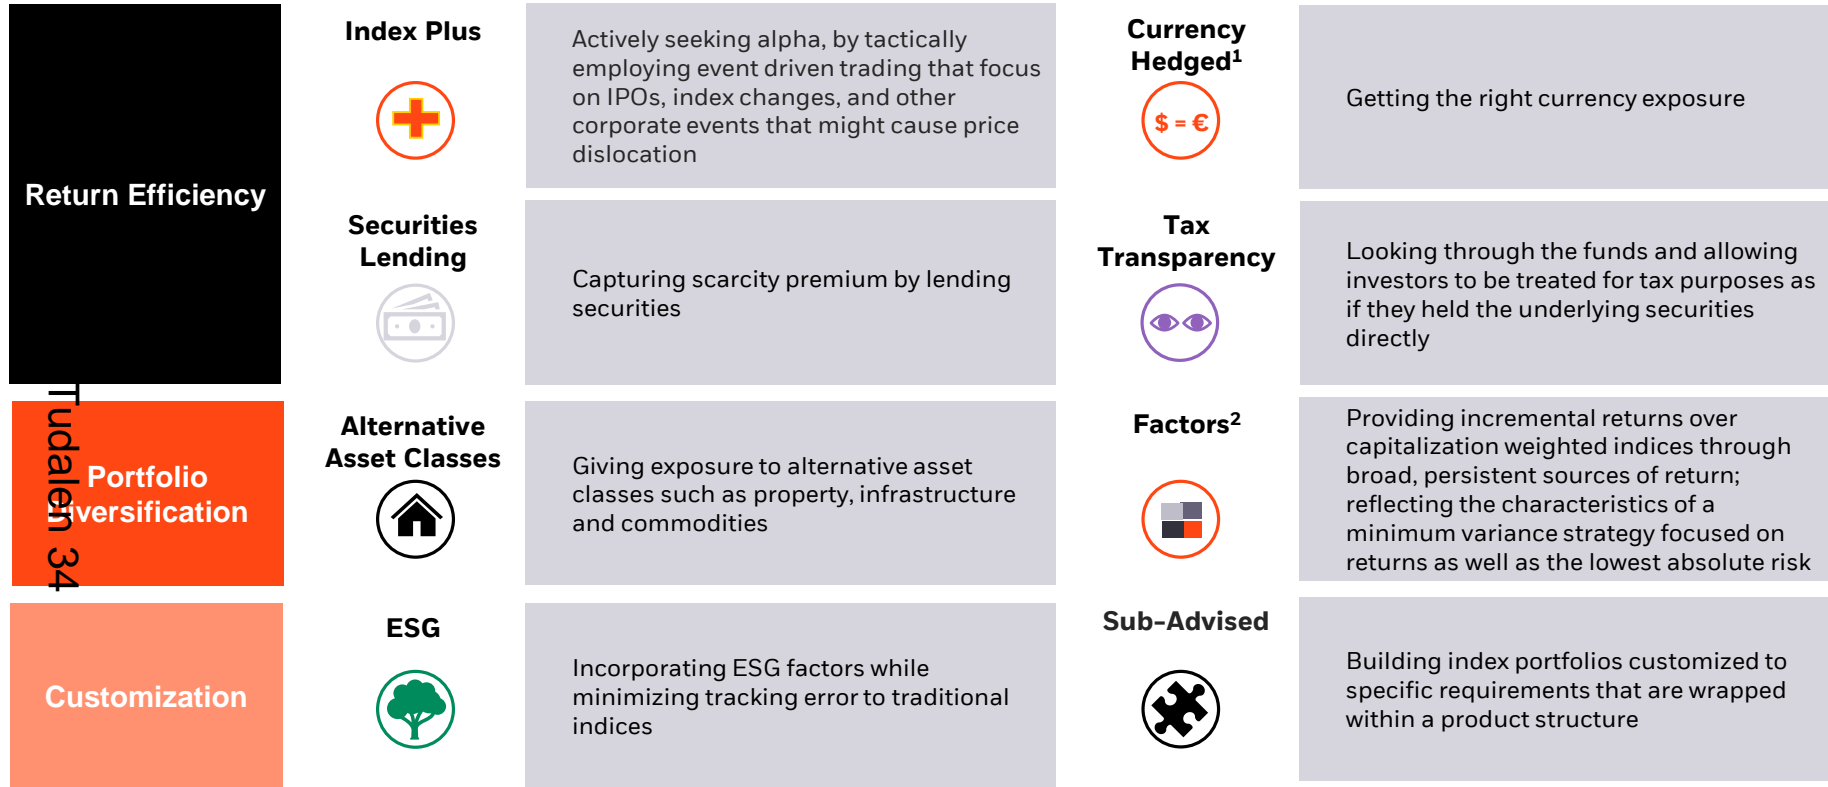 Return Efficiency
Index Plus
Actively seeking alpha, by tactically
employing event driven trading that focus
on IPOs, index changes, and other
corporate events that might cause price
dislocation
Currency
Hedged¹
$ = €
Getting the right currency exposure
Securities
Lending
Capturing scarcity premium by lending
securities
Tax
Transparency
Looking through the funds and allowing
investors to be treated for tax purposes as
if they held the underlying securities
directly
Tudalen 34
Portfolio
Diversification
Alternative
Asset Classes
Giving exposure to alternative asset
classes such as property, infrastructure
and commodities
Factors²
Providing incremental returns over
capitalization weighted indices through
broad, persistent sources of return;
reflecting the characteristics of a
minimum variance strategy focused on
returns as well as the lowest absolute risk
Customization
ESG
Incorporating ESG factors while
minimizing tracking error to traditional
indices
Sub-Advised
Building index portfolios customized to
specific requirements that are wrapped
within a product structure